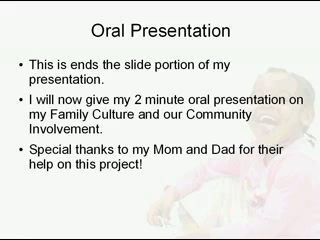 Oral Presentation
• This is ends the slide portion of my
presentation.
• I will now give my 2 minute oral presentation on
my Family Culture and our Community
Involvement.
• Special thanks to my Mom and Dad for their
help on this project!